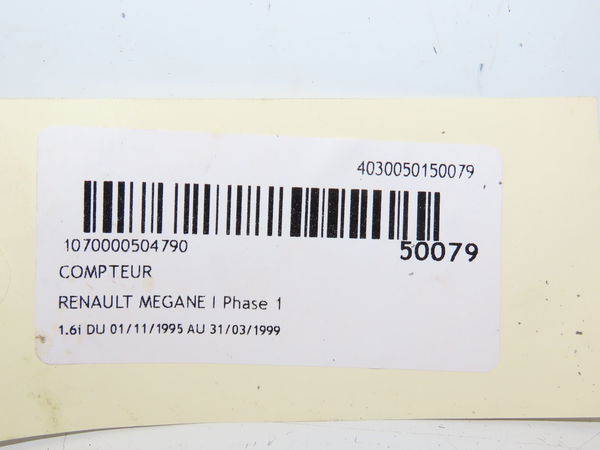 4030050150079
1070000504790
50079
COMPTEUR
RENAULT MEGANE I Phase 1
1.6i DU 01/11/1995 AU 31/03/1999